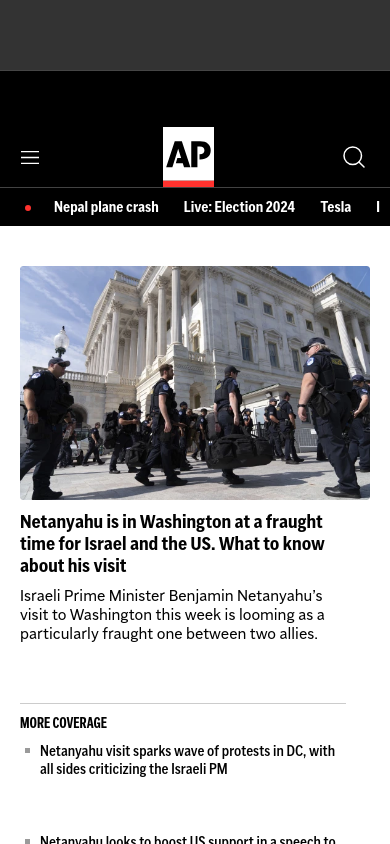 AP
Nepal plane crash Live: Election 2024 Tesla
Netanyahu is in Washington at a fraught
time for Israel and the US. What to know
about his visit
Israeli Prime Minister Benjamin Netanyahu’s
visit to Washington this week is looming as a
particularly fraught one between two allies.
MORE COVERAGE
Netanyahu visit sparks wave of protests in DC, with
all sides criticizing the Israeli PM
Netanyahu looks to boost US support in a speech to